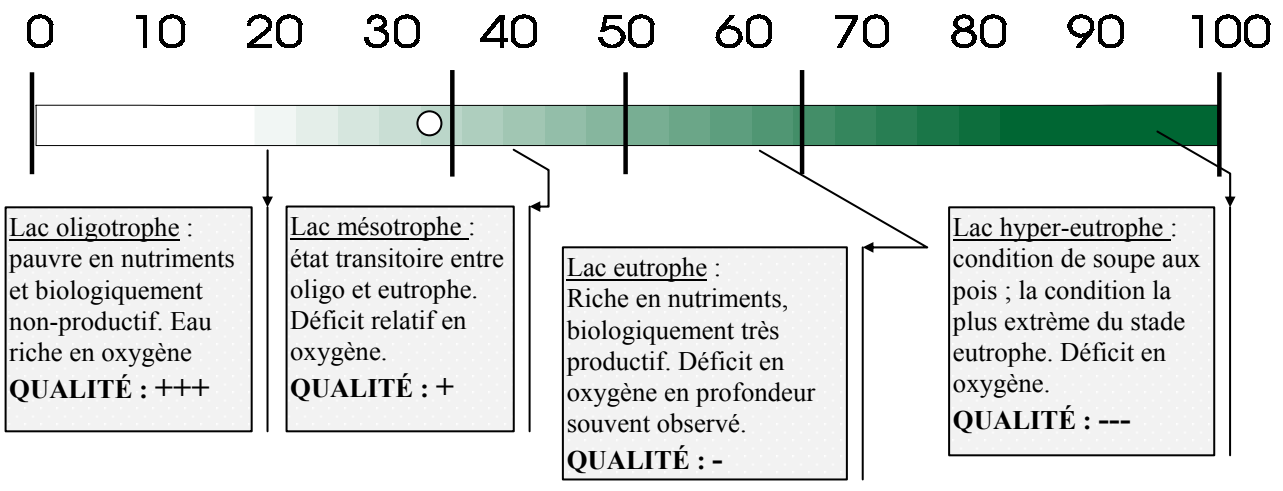 0 10 20 30 40 50 60 70 80 90 100
Lac oligotrophe :
pauvre en nutriments
et biologiquement
non-productif. Eau
riche en oxygène
QUALITÉ : +++
Lac mésotrophe :
état transitoire entre
oligo et eutrophe.
Déficit relatif en
oxygène.
QUALITÉ : +
Lac eutrophe :
Riche en nutriments,
biologiquement très
productif. Déficit en
oxygène en profondeur
souvent observé.
QUALITÉ : -
Lac hyper-eutrophe :
condition de soupe aux
pois ; la condition la
plus extrème du stade
eutrophe. Déficit en
oxygène.
QUALITÉ : ---